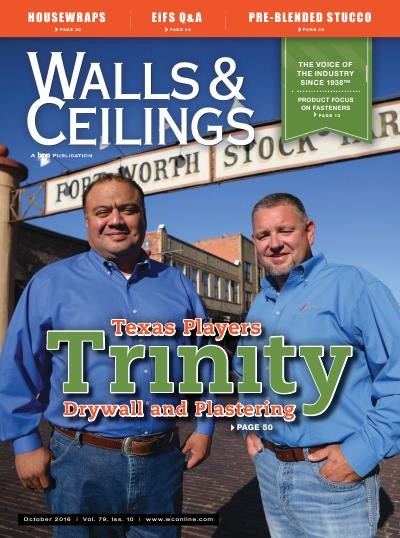 HOUSEWRAPS
PAGE 30
EIFS Q&A
PAGE 34
PRE-BLENDED STUCCO
PAGE 46
THE VOICE OF
THE INDUSTRY
SINCE 1938™
PRODUCT FOCUS
ON FASTENERS
PAGE 13
WALLS &
CEILINGS
A bnp PUBLICATION
FORT WORTH STOCK
Texas Players
Trinity
Drywall and Plastering
PAGE 50
October 2016 | Vol. 79, Iss. 10 | www.wconline.com